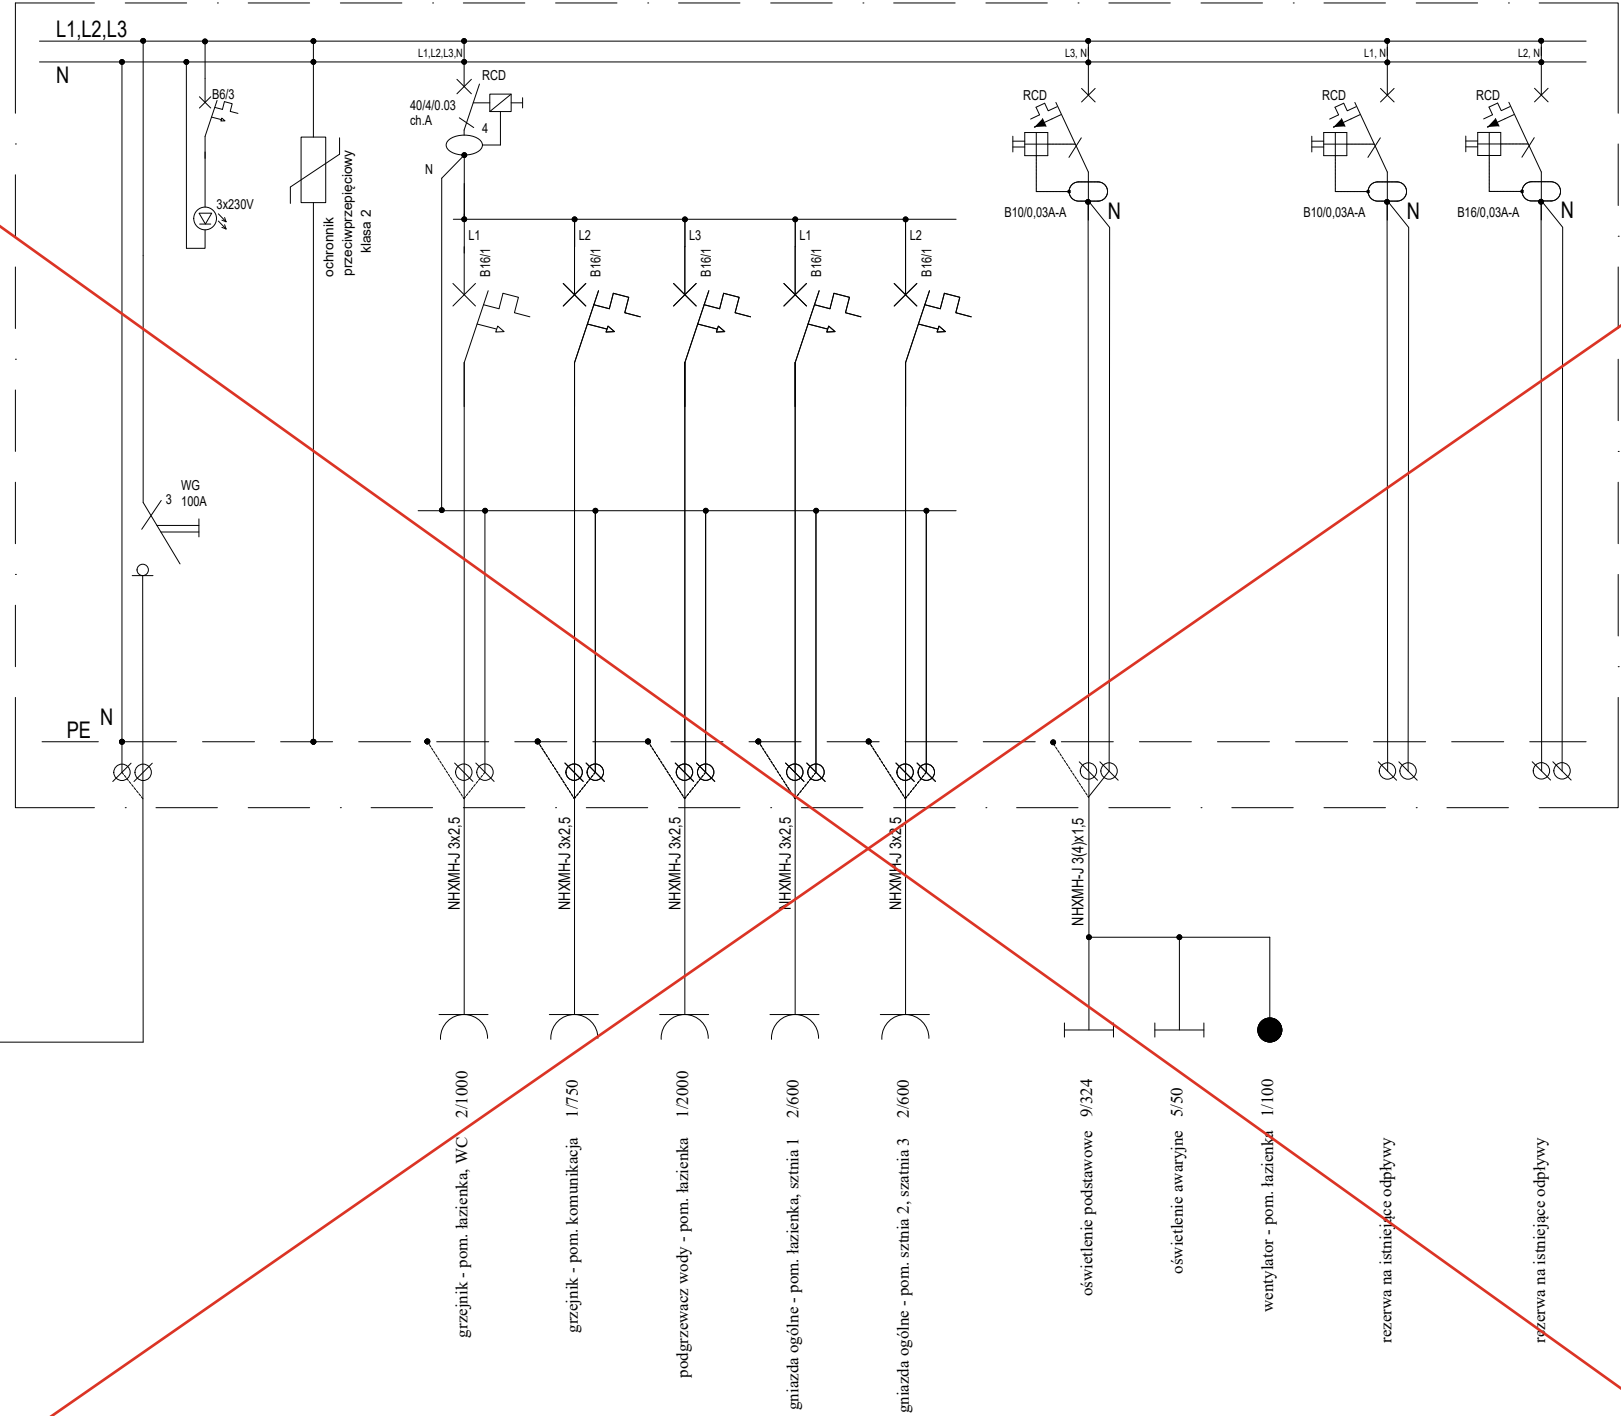 L1,L2,L3
N
L1,L2,L3,N
L3, N
L1, N
L2, N
B6/3
3x230V
ochronnik
przeciwprzepięciowy
klasa 2
RCD
40/4/0.03
ch.A
4
N
RCD
B10/0,03A-A
N
RCD
B10/0,03A-A
N
RCD
B16/0,03A-A
N
L1
B16/1
L2
B16/1
L3
B16/1
L1
B16/1
L2
B16/1
WG
3
100A
N
PE
NHXMH-J 3x2,5
NHXMH-J 3x2,5
NHXMH-J 3x2,5
NHXMH-J 3x2,5
NHXMH-J 3x2,5
NHXMH-J 3(4)x1,5
grzejnik - pom. łazienka, WC 2/1000
grzejnik - pom. komunikacja 1/750
podgrzewacz wody - pom. łazienka 1/2000
gniazda ogólne - pom. łazienka, sztnia 1 2/600
gniazda ogólne - pom. sztnia 2, szatnia 3 2/600
oświetlenie podstawowe 9/324
oświetlenie awaryjne 5/50
wentylator - pom. łazienka 1/100
rezerwa na istniejące odpływy
rezerwa na istniejące odpływy